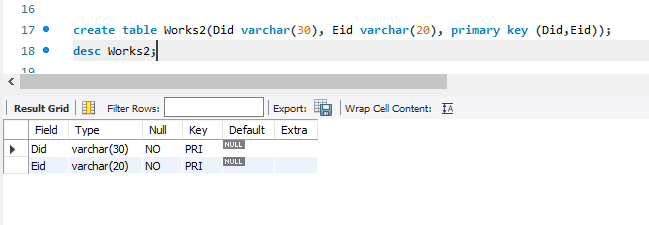 16
17 create table Works2(Did varchar(30), Eid varchar(20), primary key (Did,Eid));
18 desc Works2;
19
Result Grid Filter Rows: Export: Wrap Cell Content:
Field Type Null Key Default Extra
Did varchar(30) NO PRI NULL
Eid varchar(20) NO PRI NULL